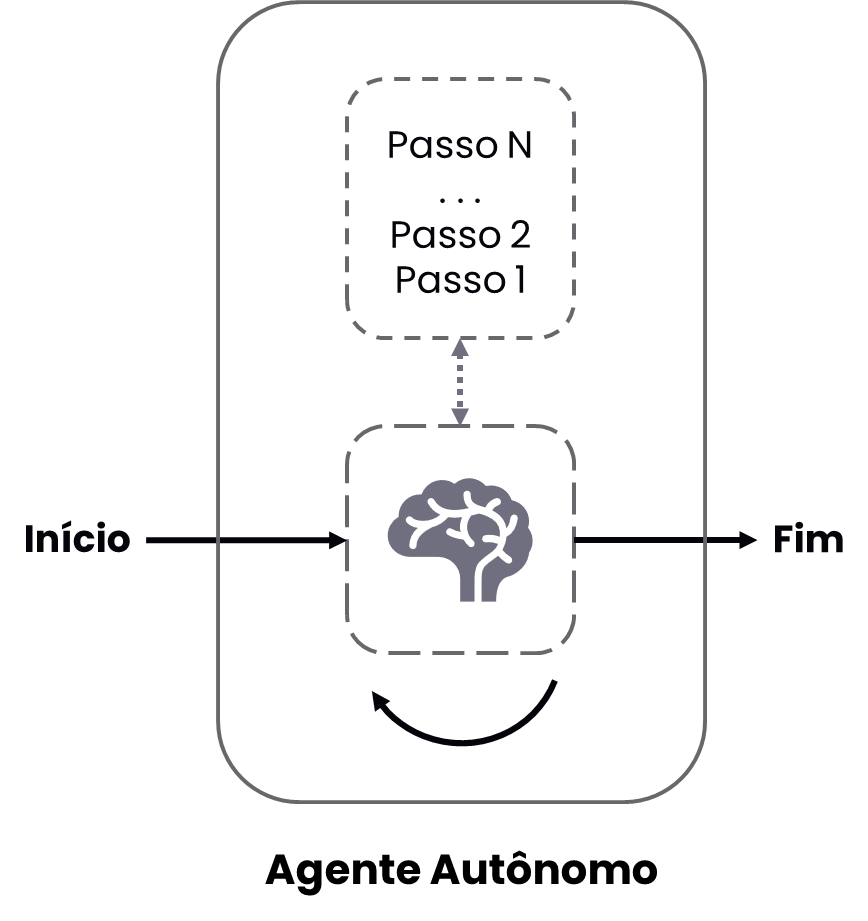 Passo N
. . .
Passo 2
Passo 1
Início
Fim
Agente Autônomo